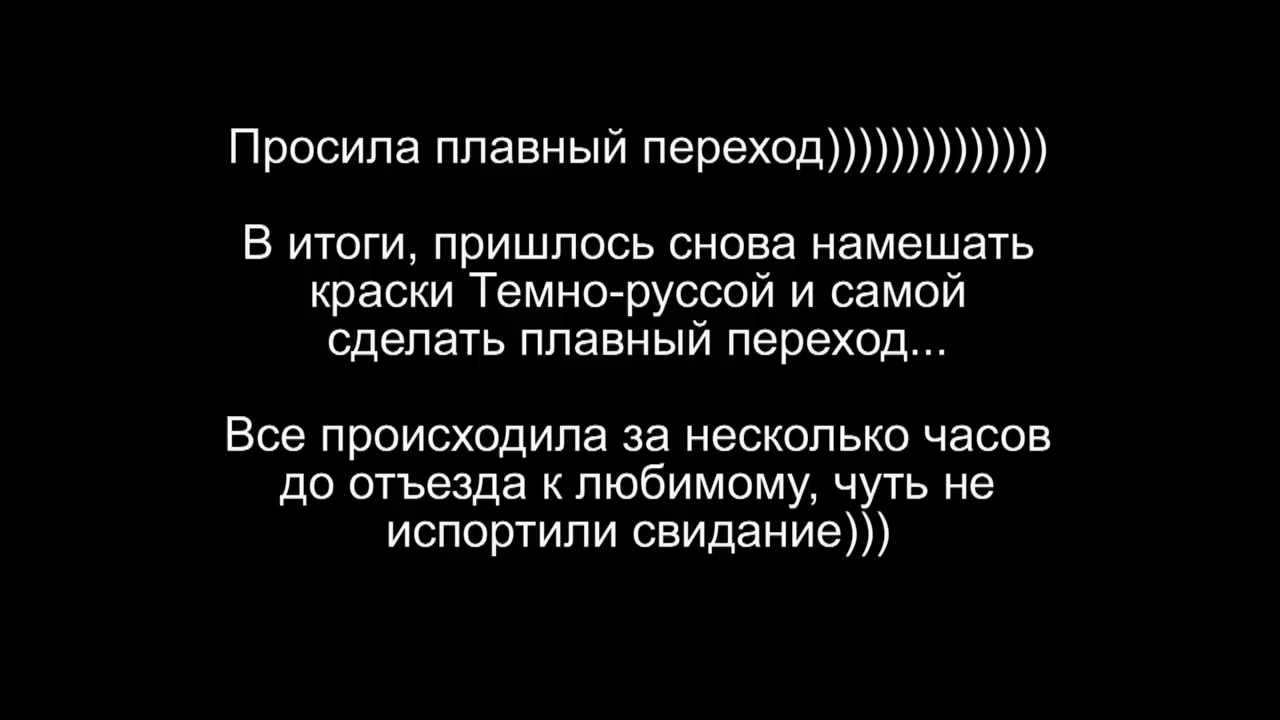 Просила плавный переход))))))))))))))
В итоги, пришлось снова намешать
краски Темно-руссой и самой
сделать плавный переход...
Все происходила за несколько часов
до отъезда к любимому, чуть не
испортили свидание)))